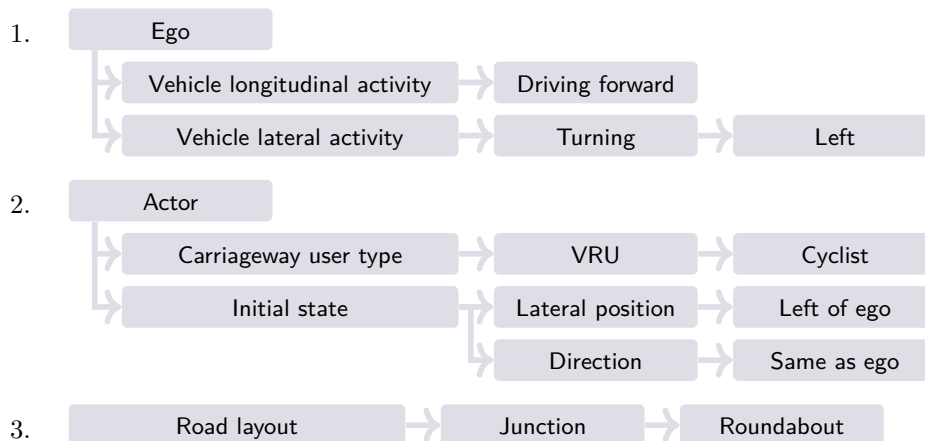 1. Ego
Vehicle longitudinal activity Driving forward
Vehicle lateral activity Turning Left
2. Actor
Carriageway user type VRU Cyclist
Initial state Lateral position Left of ego
Direction Same as ego
3. Road layout Junction Roundabout